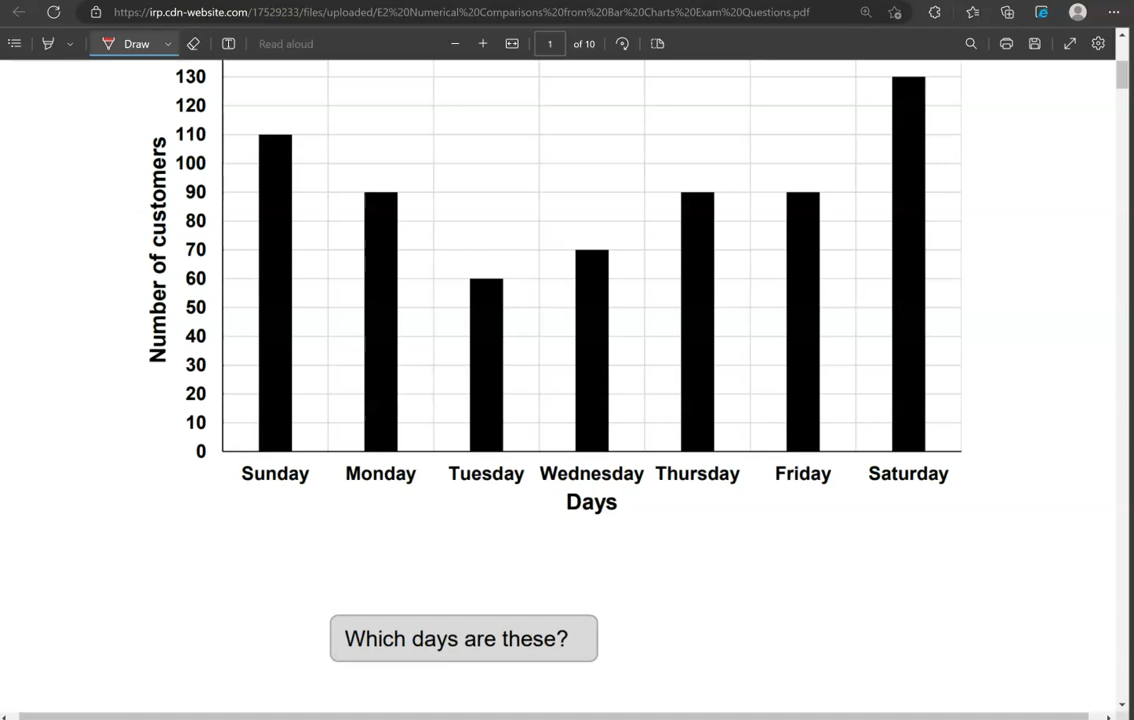 https://irp.cdn-website.com/17529233/files/uploaded/E2%20Numerical%20Comparisons%20from%20Bar%20Charts%20Exam%20Questions.pdf
Draw
Read aloud
1 of 10
130
120
110
100
90
80
70
60
50
40
30
20
10
0
Number of customers
Sunday Monday Tuesday Wednesday Thursday Friday Saturday
Days
Which days are these?